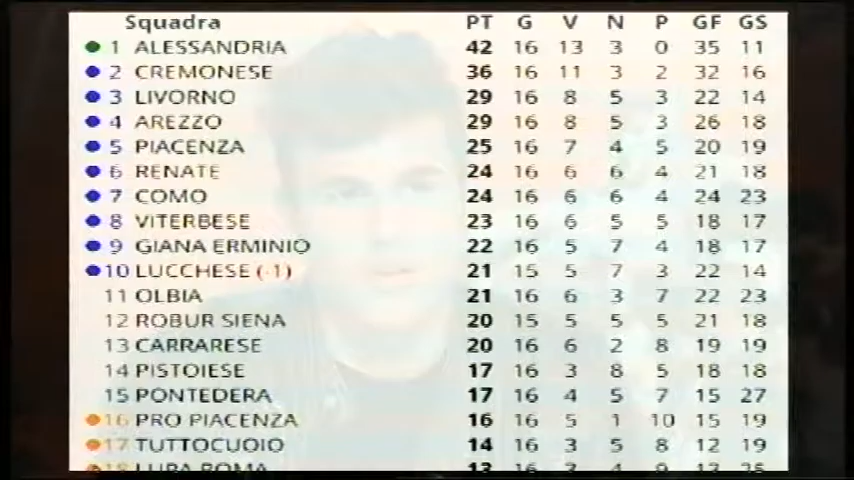 Squadra PT G V N P GF GS
1 ALESSANDRIA 42 16 13 3 0 35 11
2 CREMONESE 36 16 11 3 2 32 16
3 LIVORNO 29 16 8 5 3 22 14
4 AREZZO 29 16 8 5 3 26 18
5 PIACENZA 25 16 7 4 5 20 19
6 RENATE 24 16 6 6 4 21 18
7 COMO 24 16 6 6 4 24 23
8 VITERBESE 23 16 6 5 5 18 17
9 GIANA ERMINIO 22 16 5 7 4 18 17
10 LUCCHESE (-1) 21 15 5 7 3 22 14
11 OLBIA 21 16 6 3 7 22 23
12 ROBUR SIENA 20 15 5 5 5 21 18
13 CARRARESE 20 16 6 2 8 19 19
14 PISTOIESE 17 16 3 8 5 18 18
15 PONTEDERA 17 16 4 5 7 15 27
16 PRO PIACENZA 16 16 5 1 10 15 19
17 TUTTOCUOIO 14 16 3 5 8 12 19
18 LUPA ROMA 13 16 3 4 9